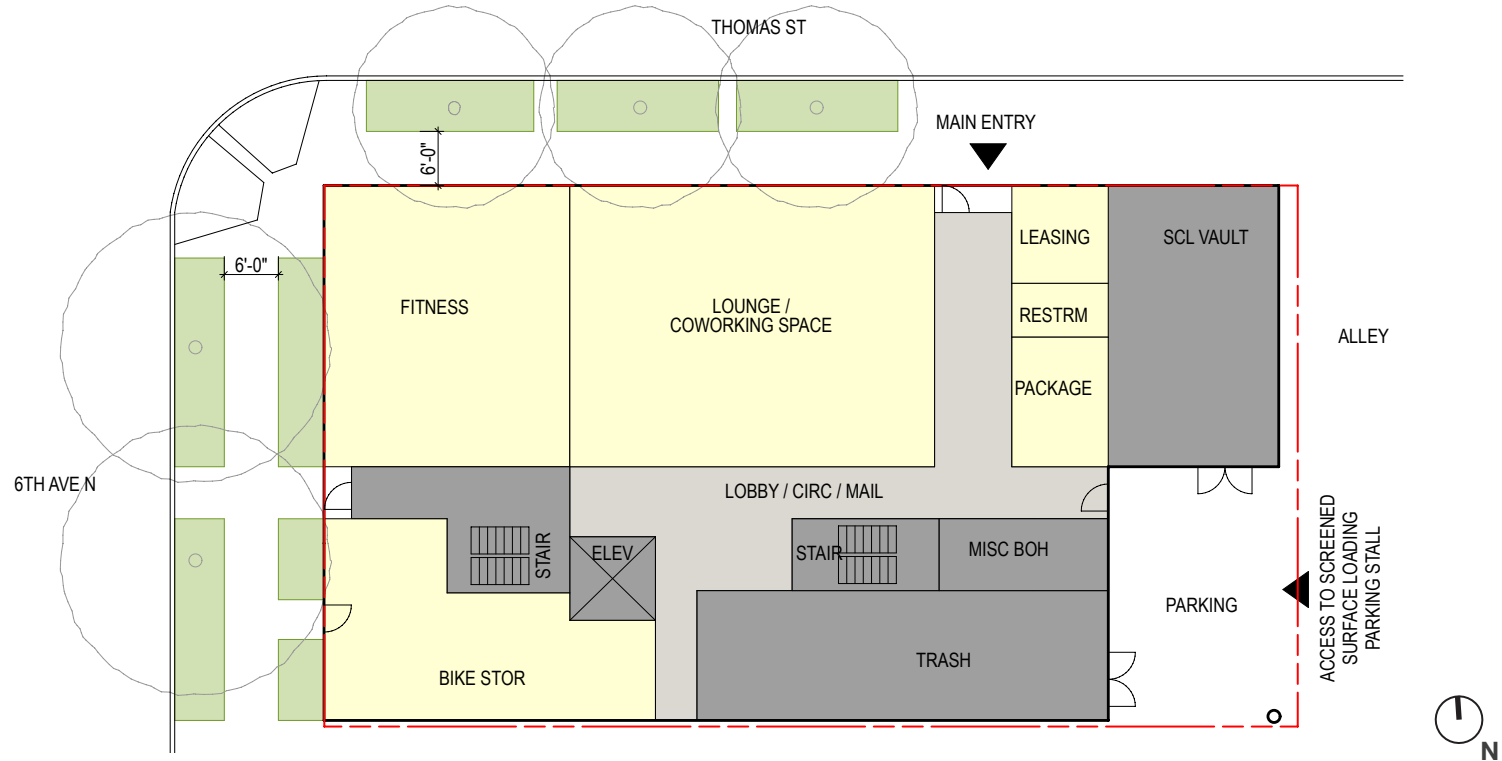 THOMAS ST
MAIN ENTRY
6'-0"
LEASING
SCL VAULT
6'-0"
FITNESS
LOUNGE /
COWORKING SPACE
RESTRM
ALLEY
PACKAGE
6TH AVE N
LOBBY / CIRC / MAIL
STAIR
ELEV
STAIR
MISC BOH
PARKING
ACCESS TO SCREENED
SURFACE LOADING
PARKING STALL
TRASH
BIKE STOR
N